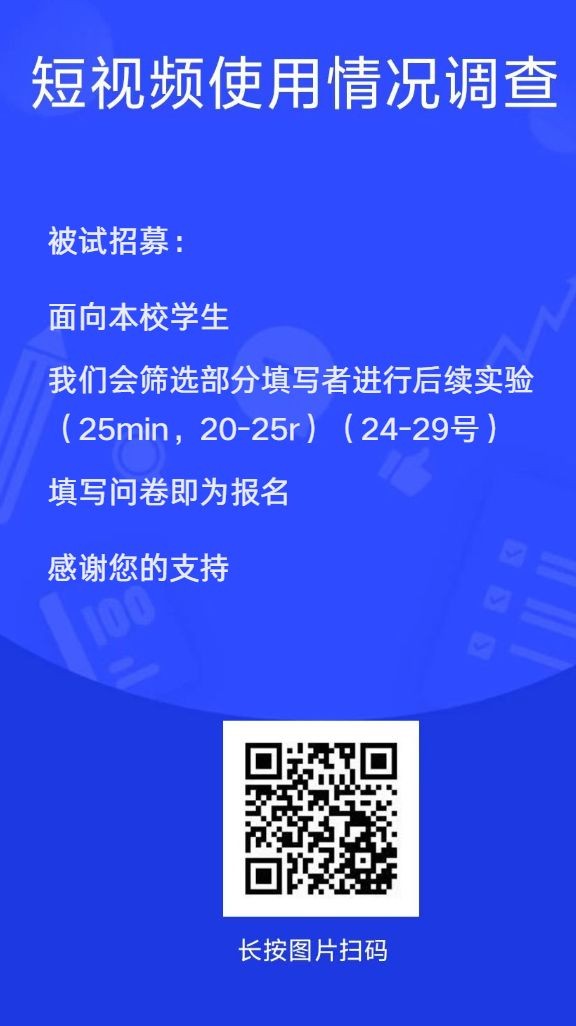 短视频使用情况调查
被试招募：
面向本校学生
我们会筛选部分填写者进行后续实验
（25min，20-25r）（24-29号）
填写问卷即为报名
感谢您的支持
100
长按图片扫码